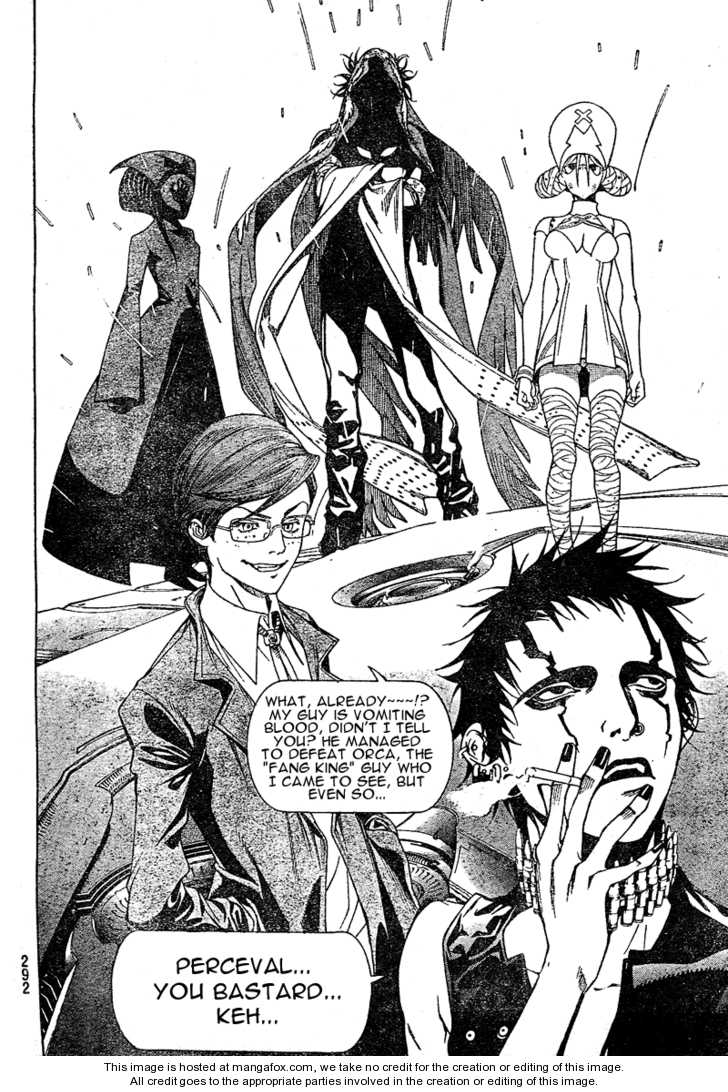 WHAT, ALREADY~~~!?
MY GUY IS VOMITING
BLOOD, DIDN'T I TELL
YOU? HE MANAGED
TO DEFEAT ORCA, THE
"FANG KING" GUY WHO
I CAME TO SEE, BUT
EVEN SO...
PERCEVAL...
YOU BASTARD...
KEH...
292
This image is hosted at mangafox.com, we take no credit for the creation or editing of this image.
All credit goes to the appropriate parties involved in the creation or editing of this image.